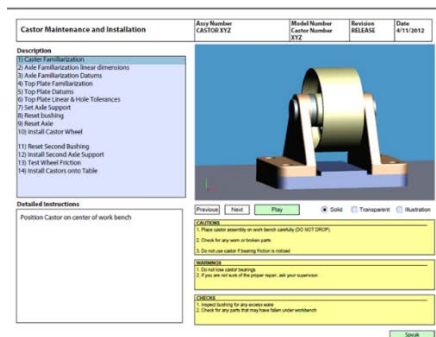 Castor Maintenance and Installation
Assy Number
CASTOR XYZ
Model Number
Castor Number
XYZ
Revision
RELEASE
Date
4/11/2012
Description
1) Caster Familiarization
2) Axle Familiarization linear dimensions
3) Axle Familiarization Datums
4) Top Plate Familiarization
5) Top Plate Datums
6) Top Plate Linear & Hole Tolerances
7) Set Axle Support
8) Reset bushing
9) Reset Axle
10) Install Castor Wheel
11) Reset Second Bushing
12) Install Second Axle Support
13) Test Wheel Friction
14) Install Castors onto Table
Detailed Instructions
Position Castor on center of work bench
Previous Next Play Solid Transparent Illustration
CAUTIONS
1. Place castor assembly on work bench carefully (DO NOT DROP).
2. Check for any worn or broken parts
3. Do not use castor if bearing friction is noticed
WARNINGS
1. Do not lose castor bearings
2. If you are not sure of the proper repair, ask your supervisor.
CHECKS
1. Inspect bushing for any excess ware
2. Check for any parts that may have fallen under workbench
Speak